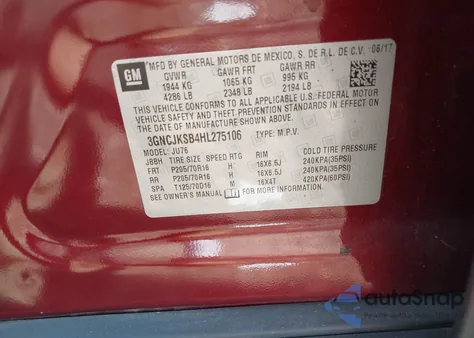 GM
MFD BY GENERAL MOTORS DE MEXICO, S. DE R.L. DE C.V. 06/17
GVWR GAWR FRT GAWR RR
1944 KG 1065 KG 995 KG
4286 LB 2348 LB 2194 LB
THIS VEHICLE CONFORMS TO ALL APPLICABLE U.S. FEDERAL MOTOR
VEHICLE SAFETY AND THEFT PREVENTION STANDARDS IN EFFECT ON
THE DATE OF MANUFACTURE SHOWN ABOVE.
3GNCJKSB4HL275106 TYPE: M.P.V.
MODEL: JU76
JBBH TIRE SIZE SPEED RTG RIM COLD TIRE PRESSURE
FRT P205/70R16 H 16X6.5J 240KPA(35PSI)
RR P205/70R16 H 16X6.5J 240KPA(35PSI)
SPA T125/70D16 M 16X4T 420KPA(60PSI)
SEE OWNER'S MANUAL FOR MORE INFORMATION.
autoSnap